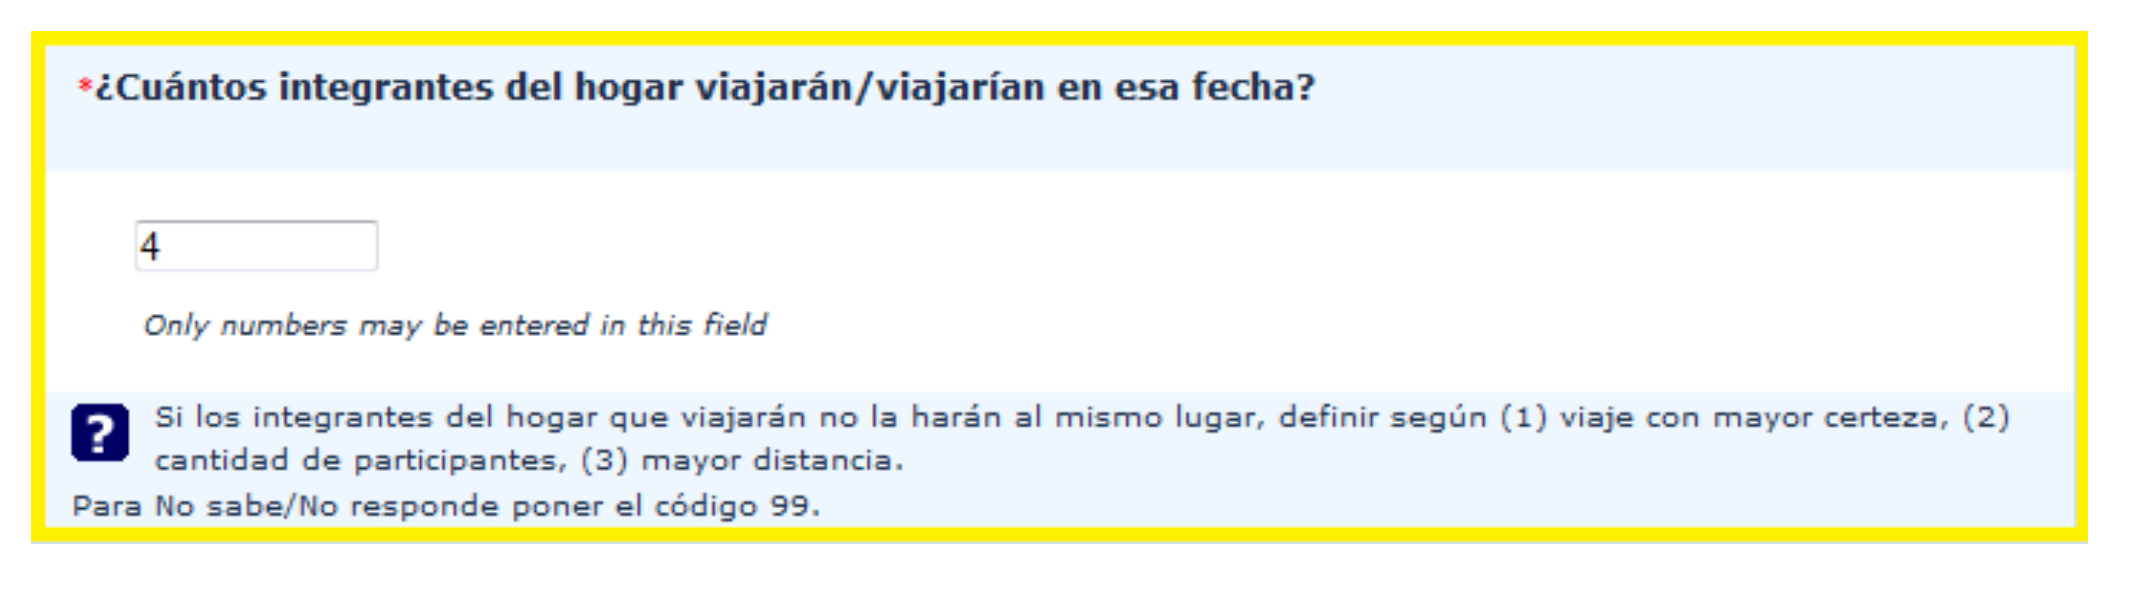 *¿Cuántos integrantes del hogar viajarán/viajarían en esa fecha?
4
Only numbers may be entered in this field
? Si los integrantes del hogar que viajarán no la harán al mismo lugar, definir según (1) viaje con mayor certeza, (2)
cantidad de participantes, (3) mayor distancia.
Para No sabe/No responde poner el código 99.